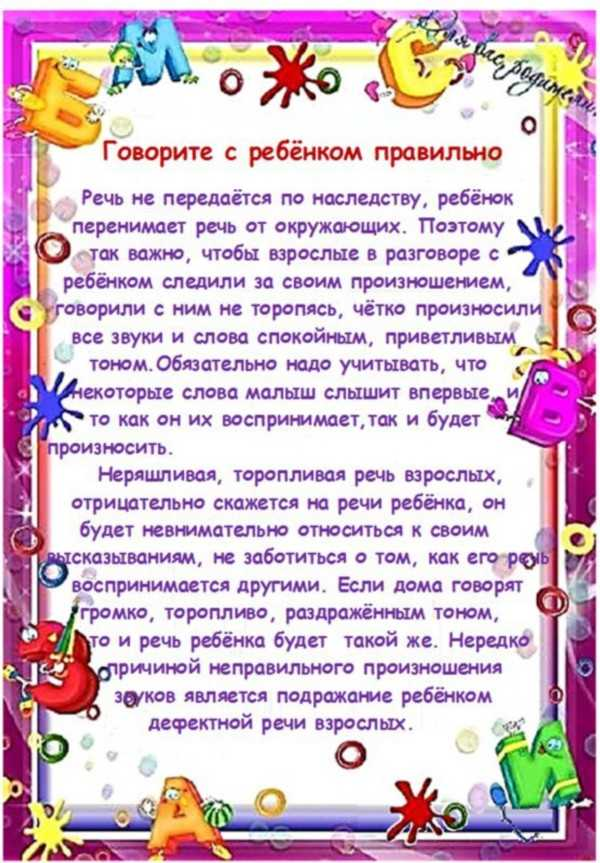 Для вас, родители!
Говорите с ребёнком правильно
Речь не передаётся по наследству, ребёнок
перенимает речь от окружающих. Поэтому
так важно, чтобы взрослые в разговоре с
ребёнком следили за своим произношением,
говорили с ним не торопясь, чётко произносили
все звуки и слова спокойным, приветливым
тоном.Обязательно надо учитывать, что
некоторые слова малыш слышит впервые, и
то как он их воспринимает,так и будет
произносить.
Неряшливая, торопливая речь взрослых,
отрицательно скажется на речи ребёнка, он
будет невнимательно относиться к своим
высказываниям, не заботиться о том, как его речь
воспринимается другими. Если дома говорят
громко, торопливо, раздражённым тоном,
то и речь ребёнка будет такой же. Нередко
причиной неправильного произношения
звуков является подражание ребёнком
дефектной речи взрослых.